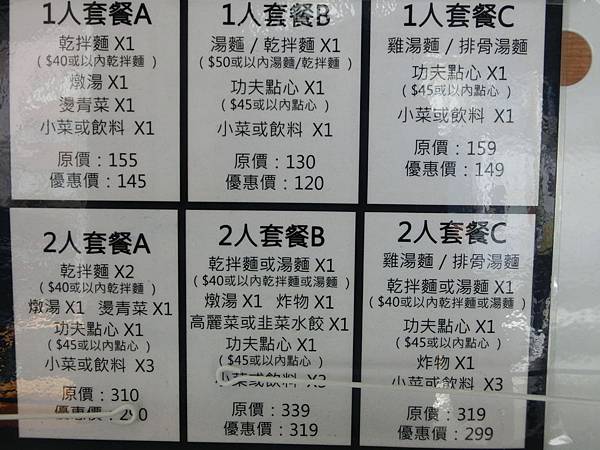 1人套餐A
乾拌麵 X1
( $40或以內乾拌麵 )
燉湯 X1
燙青菜 X1
小菜或飲料 X1
原價：155
優惠價：145
1人套餐B
湯麵 / 乾拌麵 X1
( $50或以內湯麵/乾拌麵 )
功夫點心 X1
( $45或以內點心 )
小菜或飲料 X1
原價：130
優惠價：120
1人套餐C
雞湯麵 / 排骨湯麵
功夫點心 X1
( $45或以內點心 )
小菜或飲料 X1
原價：159
優惠價：149
2人套餐A
乾拌麵 X2
( $40或以內乾拌麵 )
燉湯 X1 燙青菜 X1
功夫點心 X1
( $45或以內點心 )
小菜或飲料 X3
原價：310
優惠價：290
2人套餐B
乾拌麵或湯麵 X1
( $40或以內乾拌麵或湯麵 )
燉湯 X1 炸物 X1
高麗菜或韭菜水餃 X1
功夫點心 X1
( $45或以內點心 )
小菜或飲料 X3
原價：339
優惠價：319
2人套餐C
雞湯麵 / 排骨湯麵
乾拌麵或湯麵 X1
( $40或以內乾拌麵或湯麵 )
功夫點心 X1
( $45或以內點心 )
炸物 X1
小菜或飲料 X3
原價：319
優惠價：299